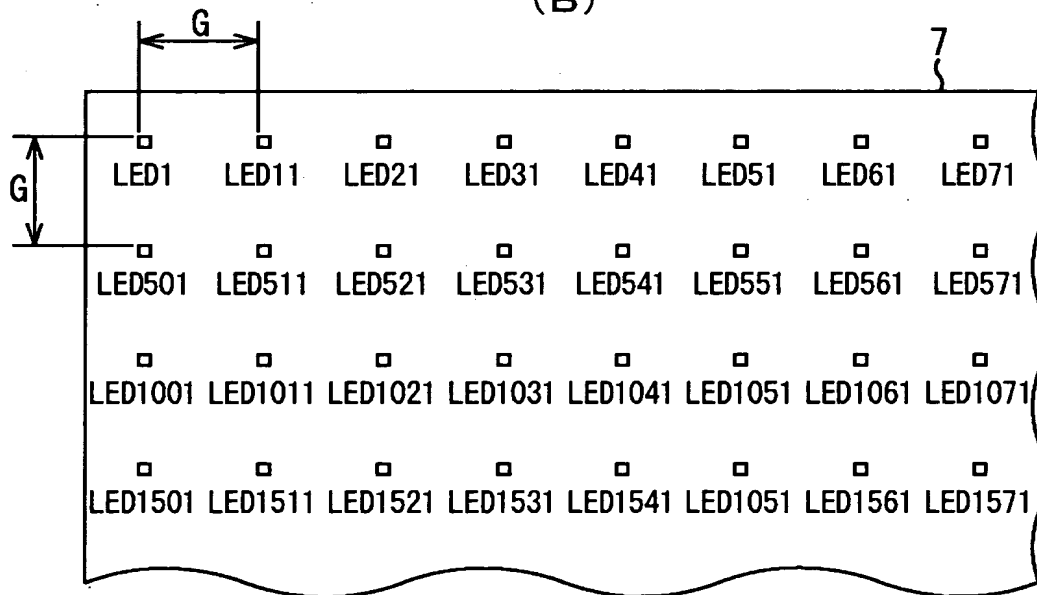 (B)
G
7
G
LED1 LED11 LED21 LED31 LED41 LED51 LED61 LED71
LED501 LED511 LED521 LED531 LED541 LED551 LED561 LED571
LED1001 LED1011 LED1021 LED1031 LED1041 LED1051 LED1061 LED1071
LED1501 LED1511 LED1521 LED1531 LED1541 LED1051 LED1561 LED1571